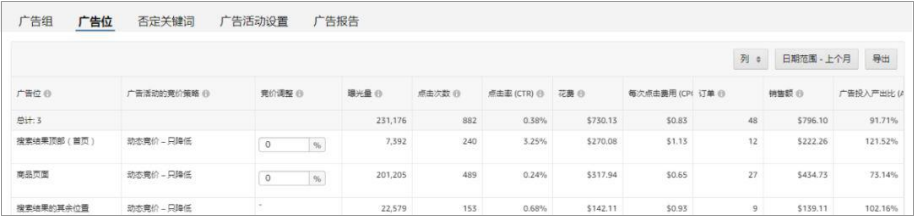 广告组 广告位 否定关键词 广告活动设置 广告报告
列 日期范围 - 上个月 导出
广告位 广告活动的竞价策略 竞价调整 曝光量 点击次数 点击率 (CTR) 花费 每次点击费用 (CPC 订单 销售额 广告投入产出比 (A
总计: 3 231,176 882 0.38% $730.13 $0.83 48 $796.10 91.71%
搜索结果顶部（首页） 动态竞价 – 只降低 0 % 7,392 240 3.25% $270.08 $1.13 12 $222.26 121.52%
商品页面 动态竞价 – 只降低 0 % 201,205 489 0.24% $317.94 $0.65 27 $434.73 73.14%
搜索结果的其余位置 动态竞价 – 只降低 - 22,579 153 0.68% $142.11 $0.93 9 $139.11 102.16%